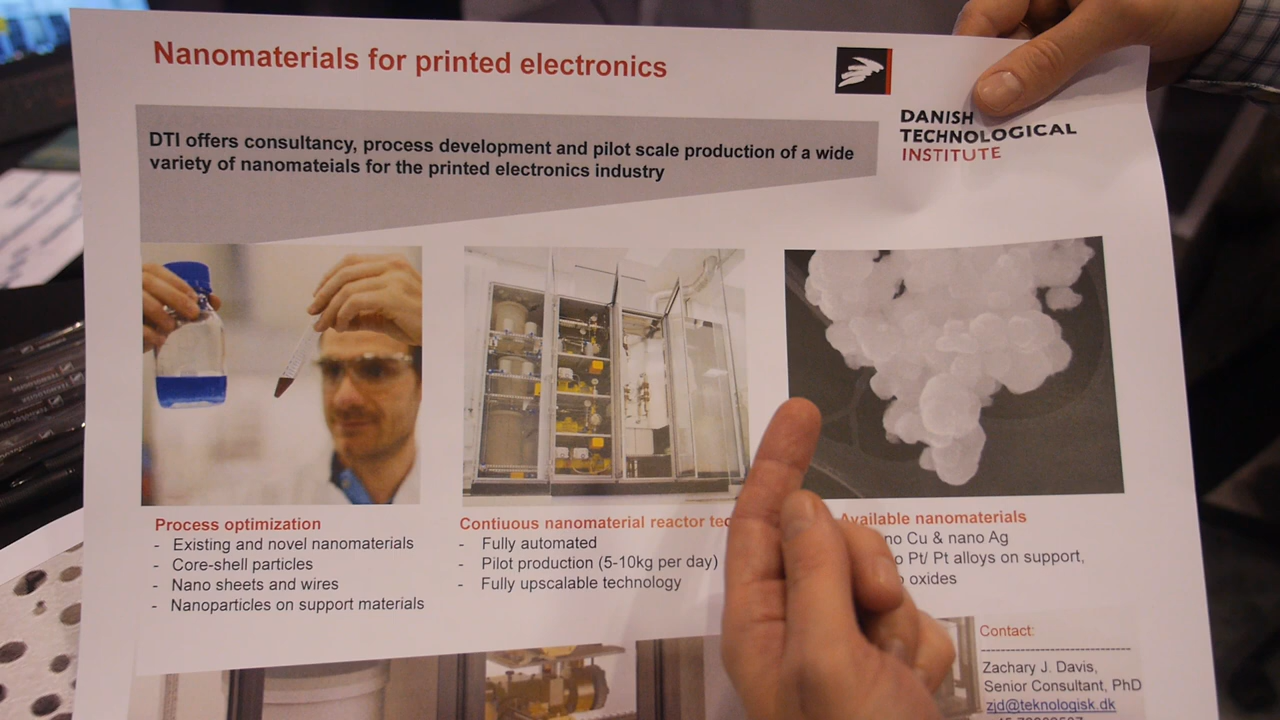 Nanomaterials for printed electronics
DANISH
TECHNOLOGICAL
INSTITUTE
DTI offers consultancy, process development and pilot scale production of a wide
variety of nanomateials for the printed electronics industry
Process optimization
- Existing and novel nanomaterials
- Core-shell particles
- Nano sheets and wires
- Nanoparticles on support materials
Contiuous nanomaterial reactor
- Fully automated
- Pilot production (5-10kg per day)
- Fully upscalable technology
Available nanomaterials
Cu & nano Ag
Pt/ Pt alloys on support,
oxides
Contact:
Zachary J. Davis,
Senior Consultant, PhD
zjd@teknologisk.dk